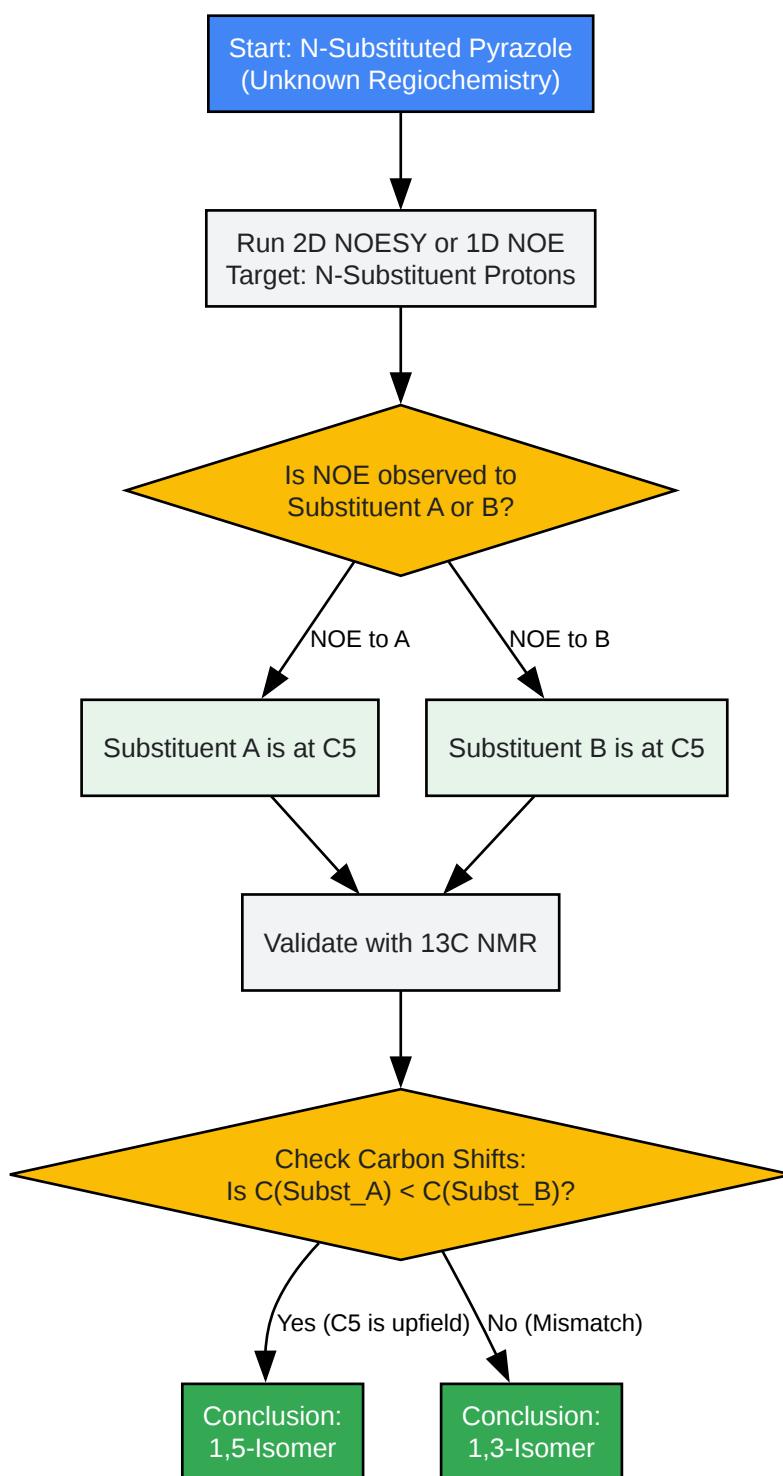 Start: N-Substituted Pyrazole
(Unknown Regiochemistry)
Run 2D NOESY or 1D NOE
Target: N-Substituent Protons
Is NOE observed to
Substituent A or B?
NOE to A
NOE to B
Substituent A is at C5
Substituent B is at C5
Validate with 13C NMR
Check Carbon Shifts:
Is C(Subst_A) < C(Subst_B)?
Yes (C5 is upfield)
No (Mismatch)
Conclusion:
1,5-Isomer
Conclusion:
1,3-Isomer